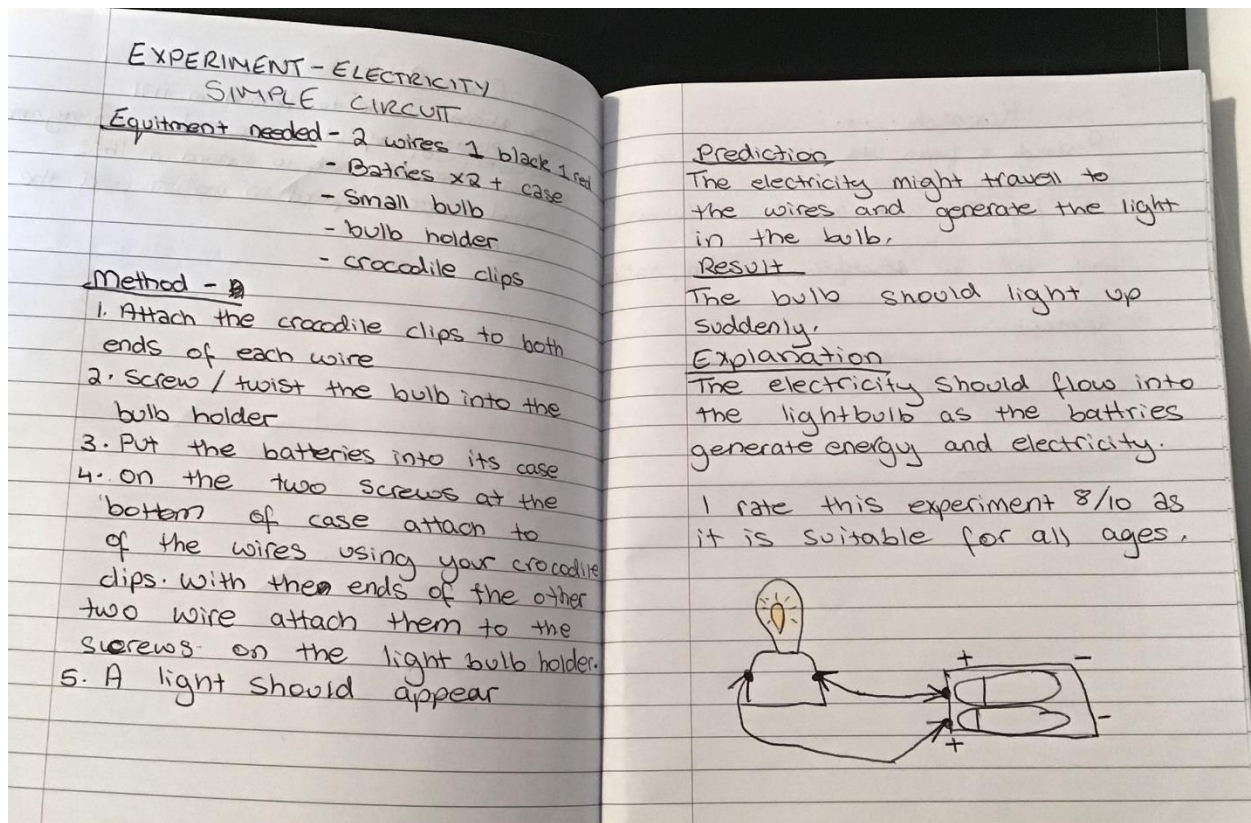 EXPERIMENT - ELECTRICITY
SIMPLE CIRCUIT
Equitment needed - 2 wires 1 black 1 red
- Batries x2 + case
- Small bulb
- bulb holder
- crocodile clips
Method -
1. Attach the crocodile clips to both
ends of each wire
2. Screw / twist the bulb into the
bulb holder
3. Put the batteries into its case
4. On the two screws at the
bottom of case attach to
of the wires using your crocodile
clips. With the ends of the other
two wire attach them to the
screws on the light bulb holder.
5. A light should appear
Prediction
The electricity might travell to
the wires and generate the light
in the bulb.
Result
The bulb should light up
suddenly.
Explanation
The electricity should flow into
the lightbulb as the battries
generate energy and electricity.
I rate this experiment 8/10 as
it is suitable for all ages.
+ -
-
+